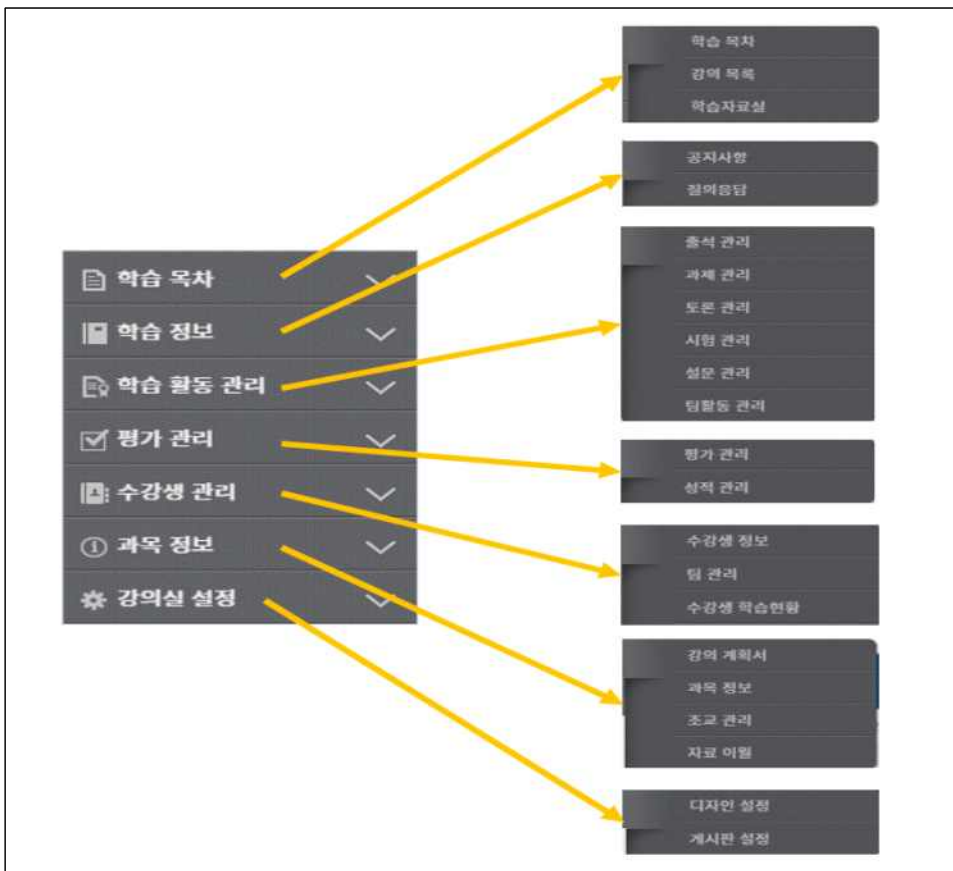 학습 목차
학습 정보
학습 활동 관리
평가 관리
수강생 관리
과목 정보
강의실 설정
학습 목차
강의 목록
학습자료실
공지사항
질의응답
출석 관리
과제 관리
토론 관리
시험 관리
설문 관리
팀활동 관리
평가 관리
성적 관리
수강생 정보
팀 관리
수강생 학습현황
강의 계획서
과목 정보
조교 관리
자료 이월
디자인 설정
게시판 설정